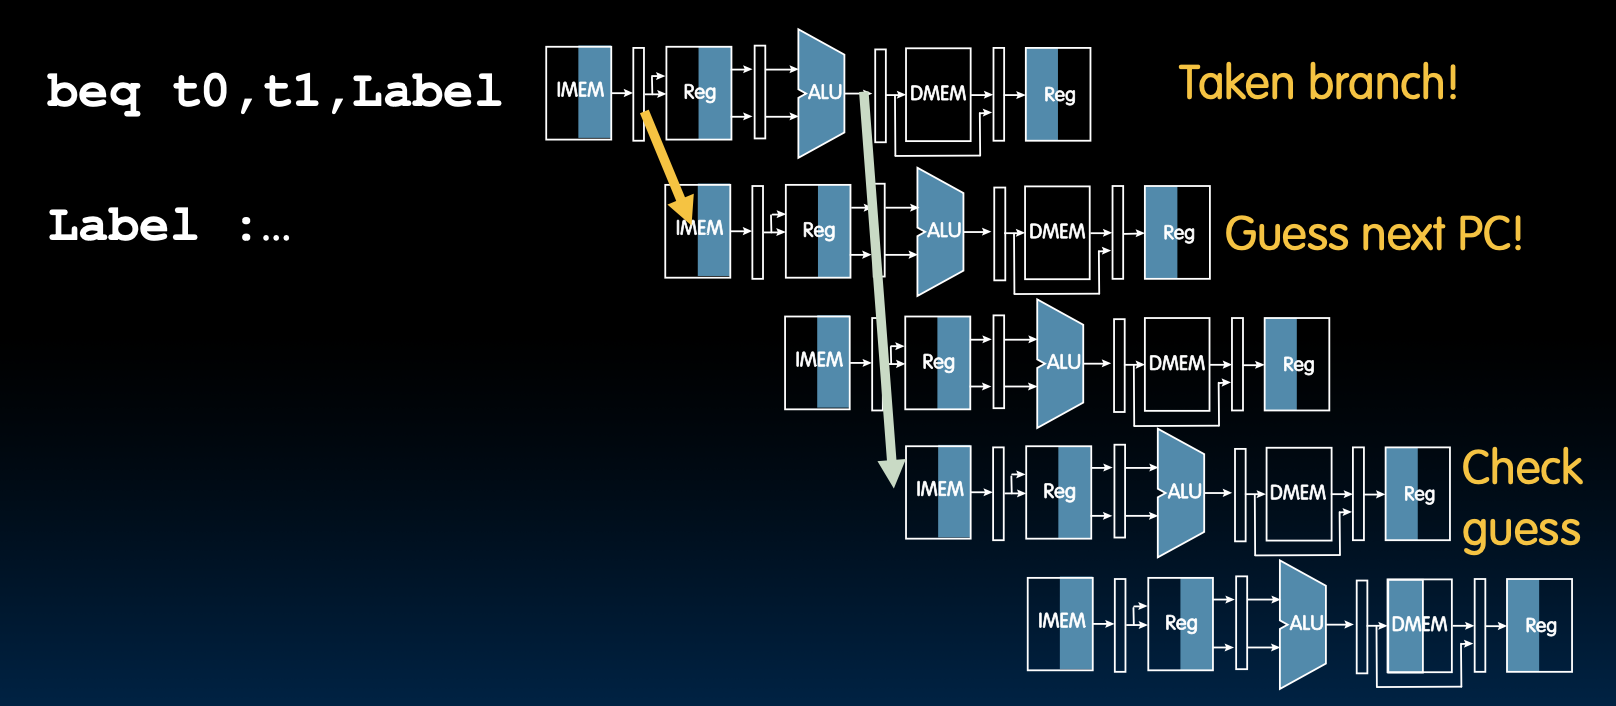 beq t0,t1,Label
IMEM Reg ALU DMEM Reg
Taken branch!
Label :…
IMEM Reg ALU DMEM Reg
Guess next PC!
IMEM Reg ALU DMEM Reg
IMEM Reg ALU DMEM Reg
Check
guess
IMEM Reg ALU DMEM Reg